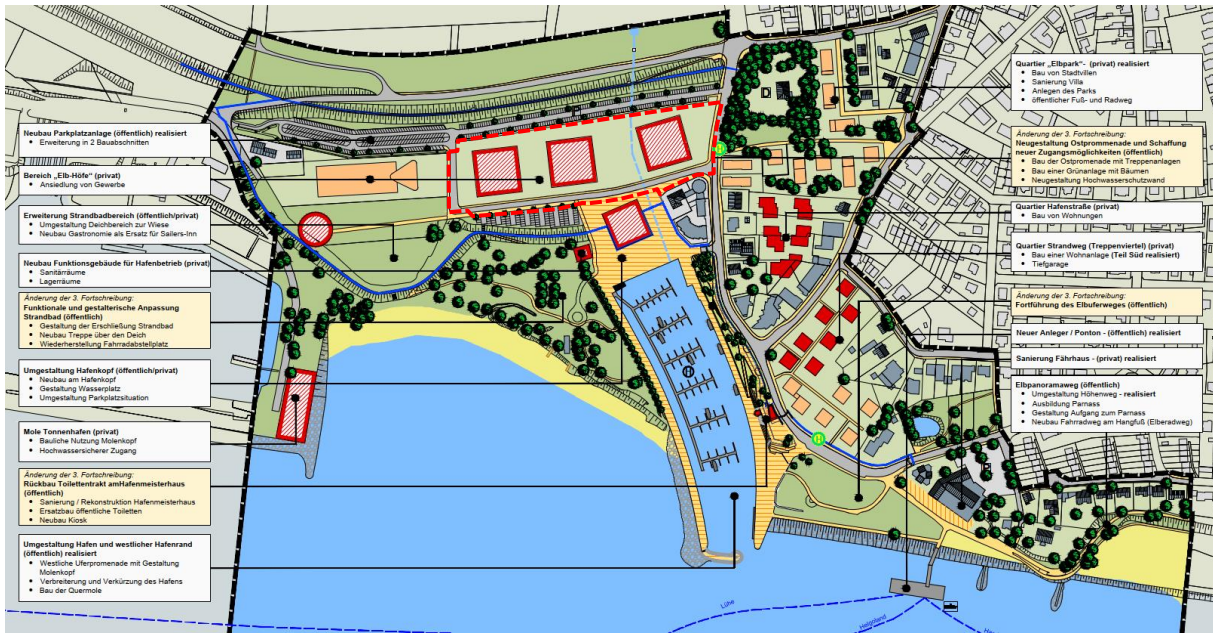 Neubau Parkplatzanlage (öffentlich) realisiert
Erweiterung in 2 Bauabschnitten
Bereich „Elb-Höfe“ (privat)
Ansiedlung von Gewerbe
Erweiterung Strandbadbereich (öffentlich/privat)
Umgestaltung Deichbereich zur Wiese
Neubau Gastronomie als Ersatz für Sailers-Inn
Neubau Funktionsgebäude für Hafenbetrieb (privat)
Sanitärräume
Lagerräume
Änderung der 3. Fortschreibung:
Funktionale und gestalterische Anpassung
Strandbad (öffentlich)
Gestaltung der Erschließung Strandbad
Neubau Treppe über den Deich
Wiederherstellung Fahrradabstellplatz
Umgestaltung Hafenkopf (öffentlich/privat)
Neubau am Hafenkopf
Gestaltung Wasserplatz
Umgestaltung Parkplatzsituation
Mole Tonnenhafen (privat)
Bauliche Nutzung Molenkopf
Hochwassersicherer Zugang
Änderung der 3. Fortschreibung:
Rückbau Toilettentrakt amHafenmeisterhaus
(öffentlich)
Sanierung / Rekonstruktion Hafenmeisterhaus
Ersatzbau öffentliche Toiletten
Neubau Kiosk
Umgestaltung Hafen und westlicher Hafenrand
(öffentlich) realisiert
Westliche Uferpromenade mit Gestaltung
Molenkopf
Verbreiterung und Verkürzung des Hafens
Bau der Quermole
Quartier „Elbpark“- (privat) realisiert
Bau von Stadtvillen
Sanierung Villa
Anlegen des Parks
öffentlicher Fuß- und Radweg
Änderung der 3. Fortschreibung:
Neugestaltung Ostprommenade und Schaffung
neuer Zugangsmöglichkeiten (öffentlich)
Bau der Ostpromenade mit Treppenanlagen
Bau einer Grünanlage mit Bäumen
Neugestaltung Hochwasserschutzwand
Quartier Hafenstraße (privat)
Bau von Wohnungen
Quartier Strandweg (Treppenviertel) (privat)
Bau einer Wohnanlage (Teil Süd realisiert)
Tiefgarage
Änderung der 3. Fortschreibung:
Fortführung des Elbuferweges (öffentlich)
Neuer Anleger / Ponton - (öffentlich) realisiert
Sanierung Fährhaus - (privat) realisiert
Elbpanoramaweg (öffentlich)
Umgestaltung Höhenweg - realisiert
Ausbildung Parnass
Gestaltung Aufgang zum Parnass
Neubau Fahrradweg am Hangfuß (Elberadweg)
H
H
Lühe
Helgoland